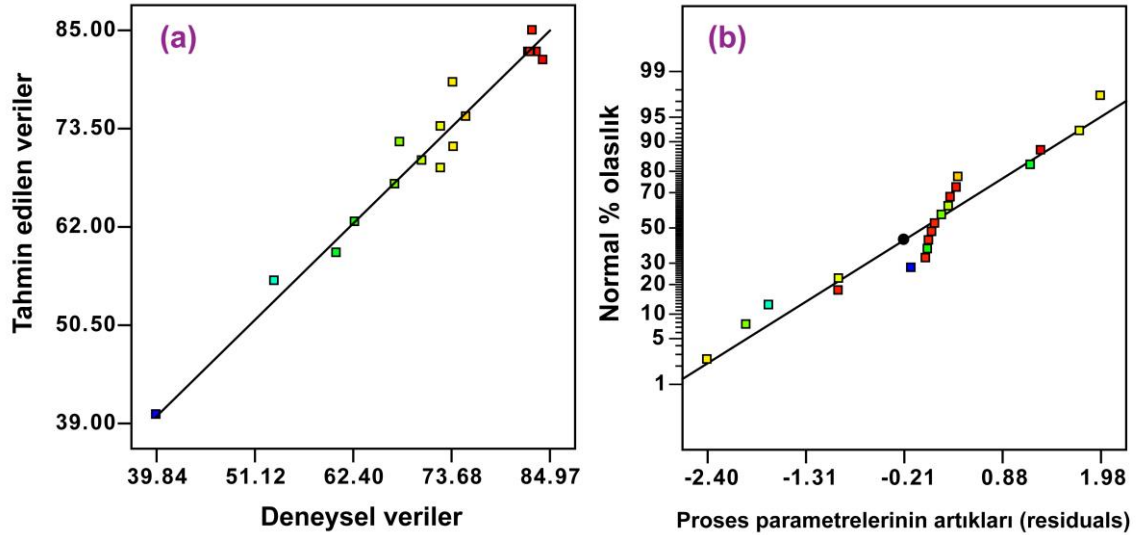 (a)
85.00
73.50
62.00
50.50
39.00
Tahmin edilen veriler
39.84 51.12 62.40 73.68 84.97
Deneysel veriler
(b)
99
95
90
80
70
50
30
20
10
5
1
Normal % olasılık
-2.40 -1.31 -0.21 0.88 1.98
Proses parametrelerinin artıkları (residuals)